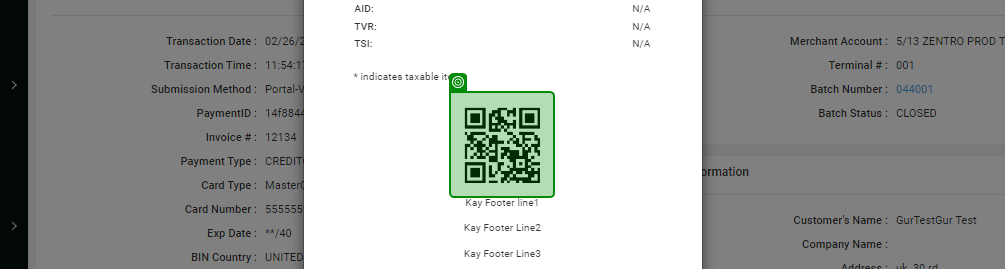 Transaction Date : 02/26/2
Transaction Time : 11:54:1
Submission Method : Portal-V
PaymentID : 14f8844
Invoice # : 12134
Payment Type : CREDIT
Card Type : Master
Card Number : 555555
Exp Date : **/40
BIN Country : UNITED
AID: N/A
TVR: N/A
TSI: N/A
* indicates taxable it
Kay Footer line1
Kay Footer Line2
Kay Footer Line3
Merchant Account : 5/13 ZENTRO PROD T
Terminal # : 001
Batch Number : 044001
Batch Status : CLOSED
ormation
Customer's Name : GurTestGur Test
Company Name :
Address : uk, 30 rd